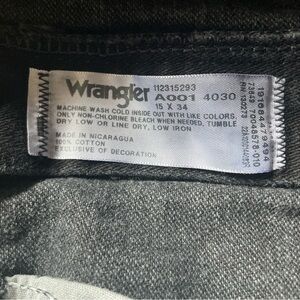 Wrangler 112315293
A001 4030
15 X 34
MACHINE WASH COLD INSIDE OUT WITH LIKE COLORS,
ONLY NON-CHLORINE BLEACH WHEN NEEDED, TUMBLE
DRY LOW OR LINE DRY, LOW IRON
MADE IN NICARAGUA
100% COTTON
EXCLUSIVE OF DECORATION